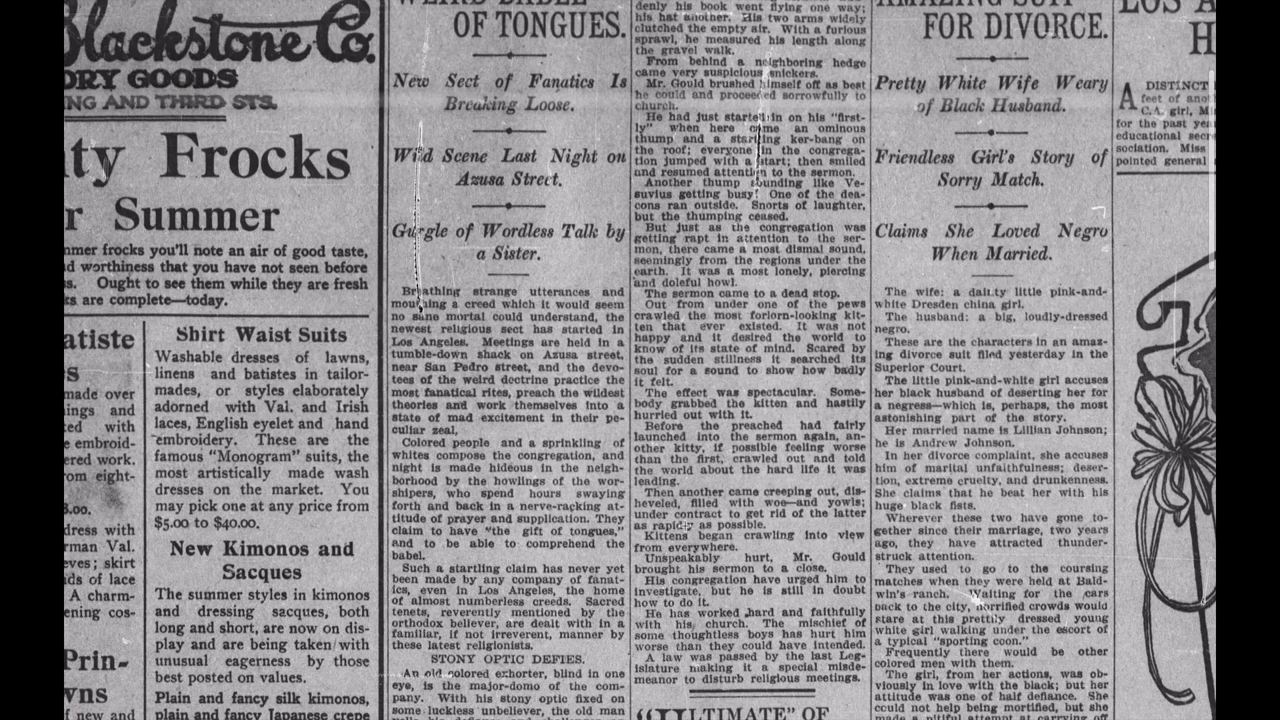 Blackstone Co.
DRY GOODS
NG AND THIRD STS.
ty Frocks
r Summer
mmer frocks you'll note an air of good taste,
d worthiness that you have not seen before
s. Ought to see them while they are fresh
ks are complete—today.
atiste
s
made over
ings and
ted with
e embroid-
ered work.
rom eight-
8.00.
dress with
rman Val.
eves; skirt
ds of lace
A charm-
ening cos-
Prin-
wns
f new and
Shirt Waist Suits
Washable dresses of lawns,
linens and batistes in tailor-
mades, or styles elaborately
adorned with Val. and Irish
laces, English eyelet and hand
embroidery. These are the
famous "Monogram" suits, the
most artistically made wash
dresses on the market. You
may pick one at any price from
$5.00 to $40.00.
New Kimonos and
Sacques
The summer styles in kimonos
and dressing sacques, both
long and short, are now on dis-
play and are being taken with
unusual eagerness by those
best posted on values.
Plain and fancy silk kimonos,
plain and fancy Japanese crepe
WEIRD BABEL
OF TONGUES.
New Sect of Fanatics Is
Breaking Loose.
Wild Scene Last Night on
Azusa Street.
Gurgle of Wordless Talk by
a Sister.
Breathing strange utterances and
mouthing a creed which it would seem
no sane mortal could understand, the
newest religious sect has started in
Los Angeles. Meetings are held in a
tumble-down shack on Azusa street,
near San Pedro street, and the devo-
tees of the weird doctrine practice the
most fanatical rites, preach the wildest
theories and work themselves into a
state of mad excitement in their pe-
culiar zeal,
Colored people and a sprinkling of
whites compose the congregation, and
night is made hideous in the neigh-
borhood by the howlings of the wor-
shipers, who spend hours swaying
forth and back in a nerve-racking at-
titude of prayer and supplication. They
claim to have "the gift of tongues,"
and to be able to comprehend the
babel.
Such a startling claim has never yet
been made by any company of fanat-
ics, even in Los Angeles, the home
of almost numberless creeds. Sacred
tenets, reverently mentioned by the
orthodox believer, are dealt with in a
familiar, if not irreverent, manner by
these latest religionists.
STONY OPTIC DEFIES.
An old colored exhorter, blind in one
eye, is the major-domo of the com-
pany. With his stony optic fixed on
some luckless unbeliever, the old man
denly his book went flying one way;
his hat another. His two arms widely
clutched the empty air. With a furious
sprawl, he measured his length along
the gravel walk.
From behind a neighboring hedge
came very suspicious snickers.
Mr. Gould brushed himself off as best
he could and proceeded sorrowfully to
church.
He had just started in on his "first-
ly" when here came an ominous
thump and a startling ker-bang on
the roof; everyone in the congrega-
tion jumped with a start; then smiled
and resumed attention to the sermon.
Another thump sounding like Ve-
suvius getting busy! One of the dea-
cons ran outside. Snorts of laughter,
but the thumping ceased.
But just as the congregation was
getting rapt in attention to the ser-
mon, there came a most dismal sound,
seemingly from the regions under the
earth. It was a most lonely, piercing
and doleful howl.
The sermon came to a dead stop.
Out from under one of the pews
crawled the most forlorn-looking kit-
ten that ever existed. It was not
happy and it desired the world to
know of its state of mind. Scared by
the sudden stillness it searched its
soul for a sound to show how badly
it felt.
The effect was spectacular. Some-
body grabbed the kitten and hastily
hurried out with it.
Before the preached had fairly
launched into the sermon again, an-
other kitty, if possible feeling worse
than the first, crawled out and told
the world about the hard life it was
leading.
Then another came creeping out, dis-
heveled, filled with woe—and yowls;
under contract to get rid of the latter
as rapidly as possible.
Kittens began crawling into view
from everywhere.
Unspeakably hurt, Mr. Gould
brought his sermon to a close.
His congregation have urged him to
investigate, but he is still in doubt
how to do it.
He has worked hard and faithfully
with his church. The mischief of
some thoughtless boys has hurt him
worse than they could have intended.
A law was passed by the last Leg-
islature making it a special misde-
meanor to disturb religious meetings.
"ULTIMATE" OF
AMAZING SUIT
FOR DIVORCE.
Pretty White Wife Weary
of Black Husband.
Friendless Girl's Story of
Sorry Match.
Claims She Loved Negro
When Married.
The wife: a dainty little pink-and-
white Dresden china girl.
The husband: a big, loudly-dressed
negro.
These are the characters in an amaz-
ing divorce suit filed yesterday in the
Superior Court.
The little pink-and-white girl accuses
her black husband of deserting her for
a negress—which is, perhaps, the most
astonishing part of the story.
Her married name is Lillian Johnson;
he is Andrew Johnson.
In her divorce complaint, she accuses
him of marital unfaithfulness; deser-
tion, extreme cruelty, and drunkenness.
She claims that he beat her with his
huge black fists.
Wherever these two have gone to-
gether since their marriage, two years
ago, they have attracted thunder-
struck attention.
They used to go to the coursing
matches when they were held at Bald-
win's ranch. Waiting for the cars
back to the city, horrified crowds would
stare at this prettily dressed young
white girl walking under the escort of
a typical "sporting coon."
Frequently there would be other
colored men with them.
The girl, from her actions, was ob-
viously in love with the black; but her
attitude was one of half defiance. She
could not help being mortified, but she
made a pitiful attempt at carrying off
LOS A
H
A DISTINCT
feet of anot
C.A. girl, M
for the past yea
educational secre
sociation. Miss
pointed general